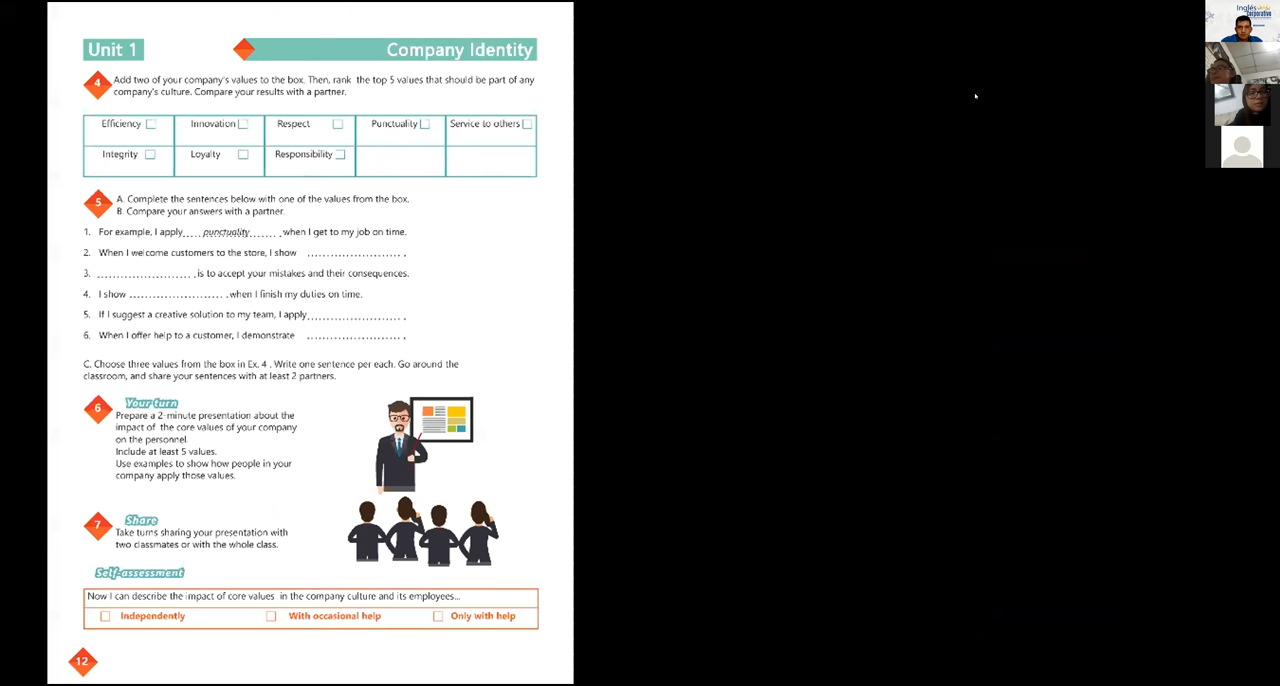 Unit 1
Company Identity
4
Add two of your company's values to the box. Then, rank the top 5 values that should be part of any
company's culture. Compare your results with a partner.
Efficiency Innovation Respect Punctuality Service to others
Integrity Loyalty Responsibility
5
A. Complete the sentences below with one of the values from the box.
B. Compare your answers with a partner.
1. For example, I apply.....punctuality........, when I get to my job on time.
2. When I welcome customers to the store, I show ........................ .
3. ........................ is to accept your mistakes and their consequences.
4. I show ........................ when I finish my duties on time.
5. If I suggest a creative solution to my team, I apply........................ .
6. When I offer help to a customer, I demonstrate ........................ .
C. Choose three values from the box in Ex. 4 . Write one sentence per each. Go around the
classroom, and share your sentences with at least 2 partners.
6
Your turn
Prepare a 2-minute presentation about the
impact of the core values of your company
on the personnel.
Include at least 5 values.
Use examples to show how people in your
company apply those values.
7
Share
Take turns sharing your presentation with
two classmates or with the whole class.
Self-assessment
Now I can describe the impact of core values in the company culture and its employees...
Independently With occasional help Only with help
12
Inglés
corporativo